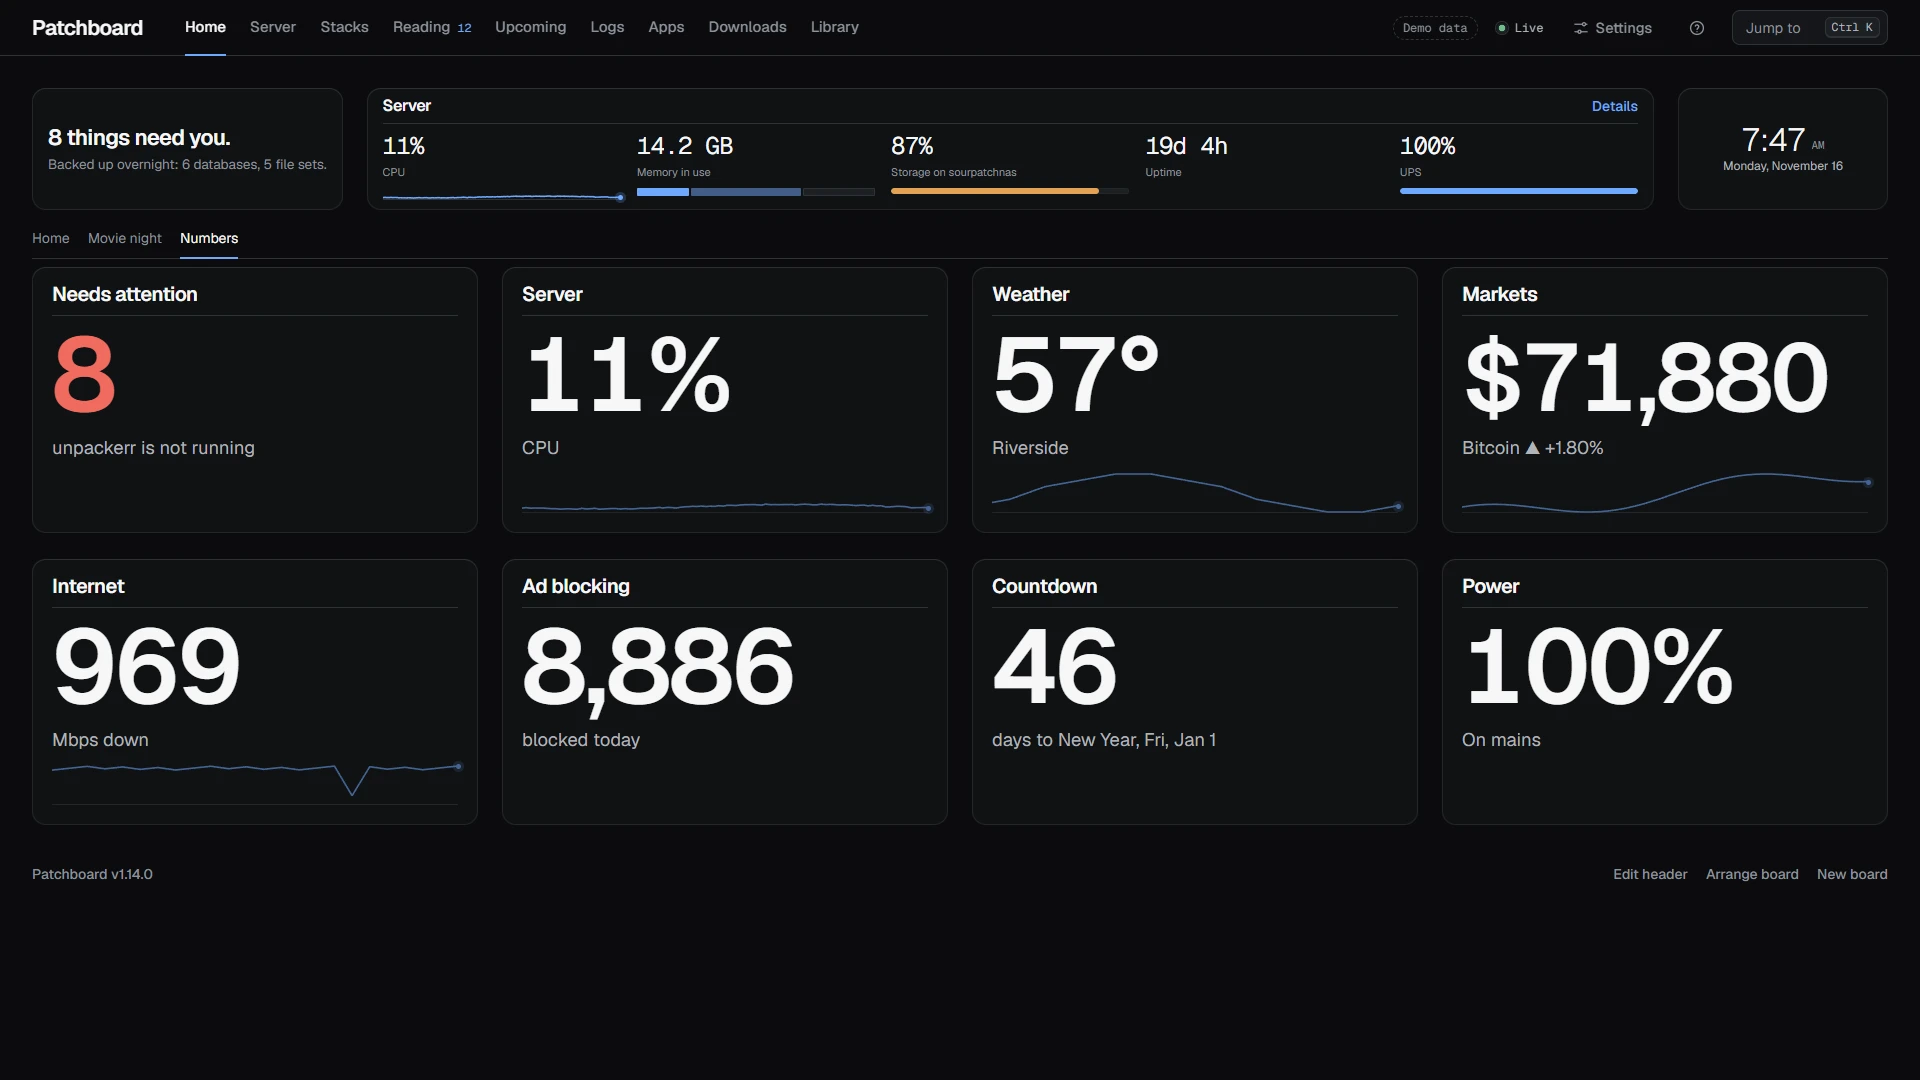 Patchboard
Home Server Stacks Reading 12 Upcoming Logs Apps Downloads Library
Demo data Live Settings Jump to Ctrl K
8 things need you.
Backed up overnight: 6 databases, 5 file sets.
Server Details
11% 14.2 GB 87% 19d 4h 100%
CPU Memory in use Storage on sourpatchnas Uptime UPS
7:47 AM
Monday, November 16
Home Movie night Numbers
Needs attention
8
unpackerr is not running
Server
11%
CPU
Weather
57°
Riverside
Markets
$71,880
Bitcoin ▲ +1.80%
Internet
969
Mbps down
Ad blocking
8,886
blocked today
Countdown
46
days to New Year, Fri, Jan 1
Power
100%
On mains
Patchboard v1.14.0
Edit header Arrange board New board